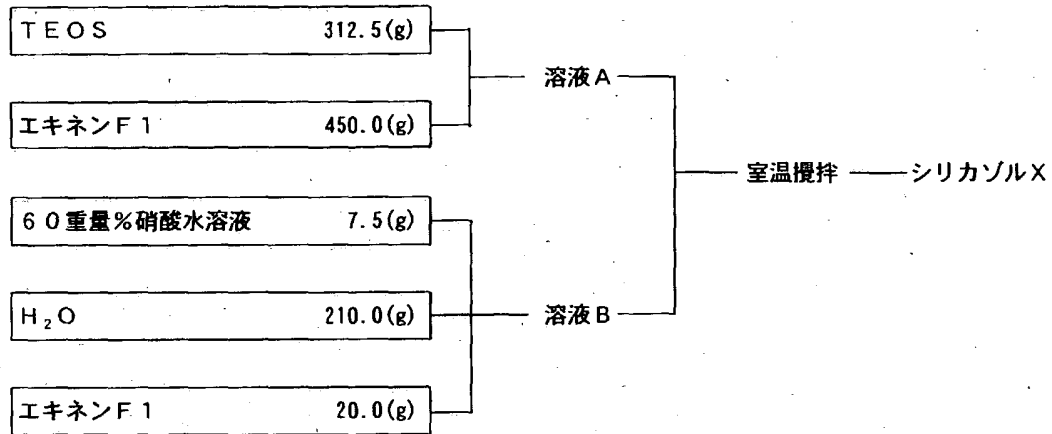 TEOS 312.5(g)
溶液A
エキネンF1 450.0(g)
室温攪拌 シリカゾルX
60重量%硝酸水溶液 7.5(g)
H₂O 210.0(g)
溶液B
エキネンF1 20.0(g)